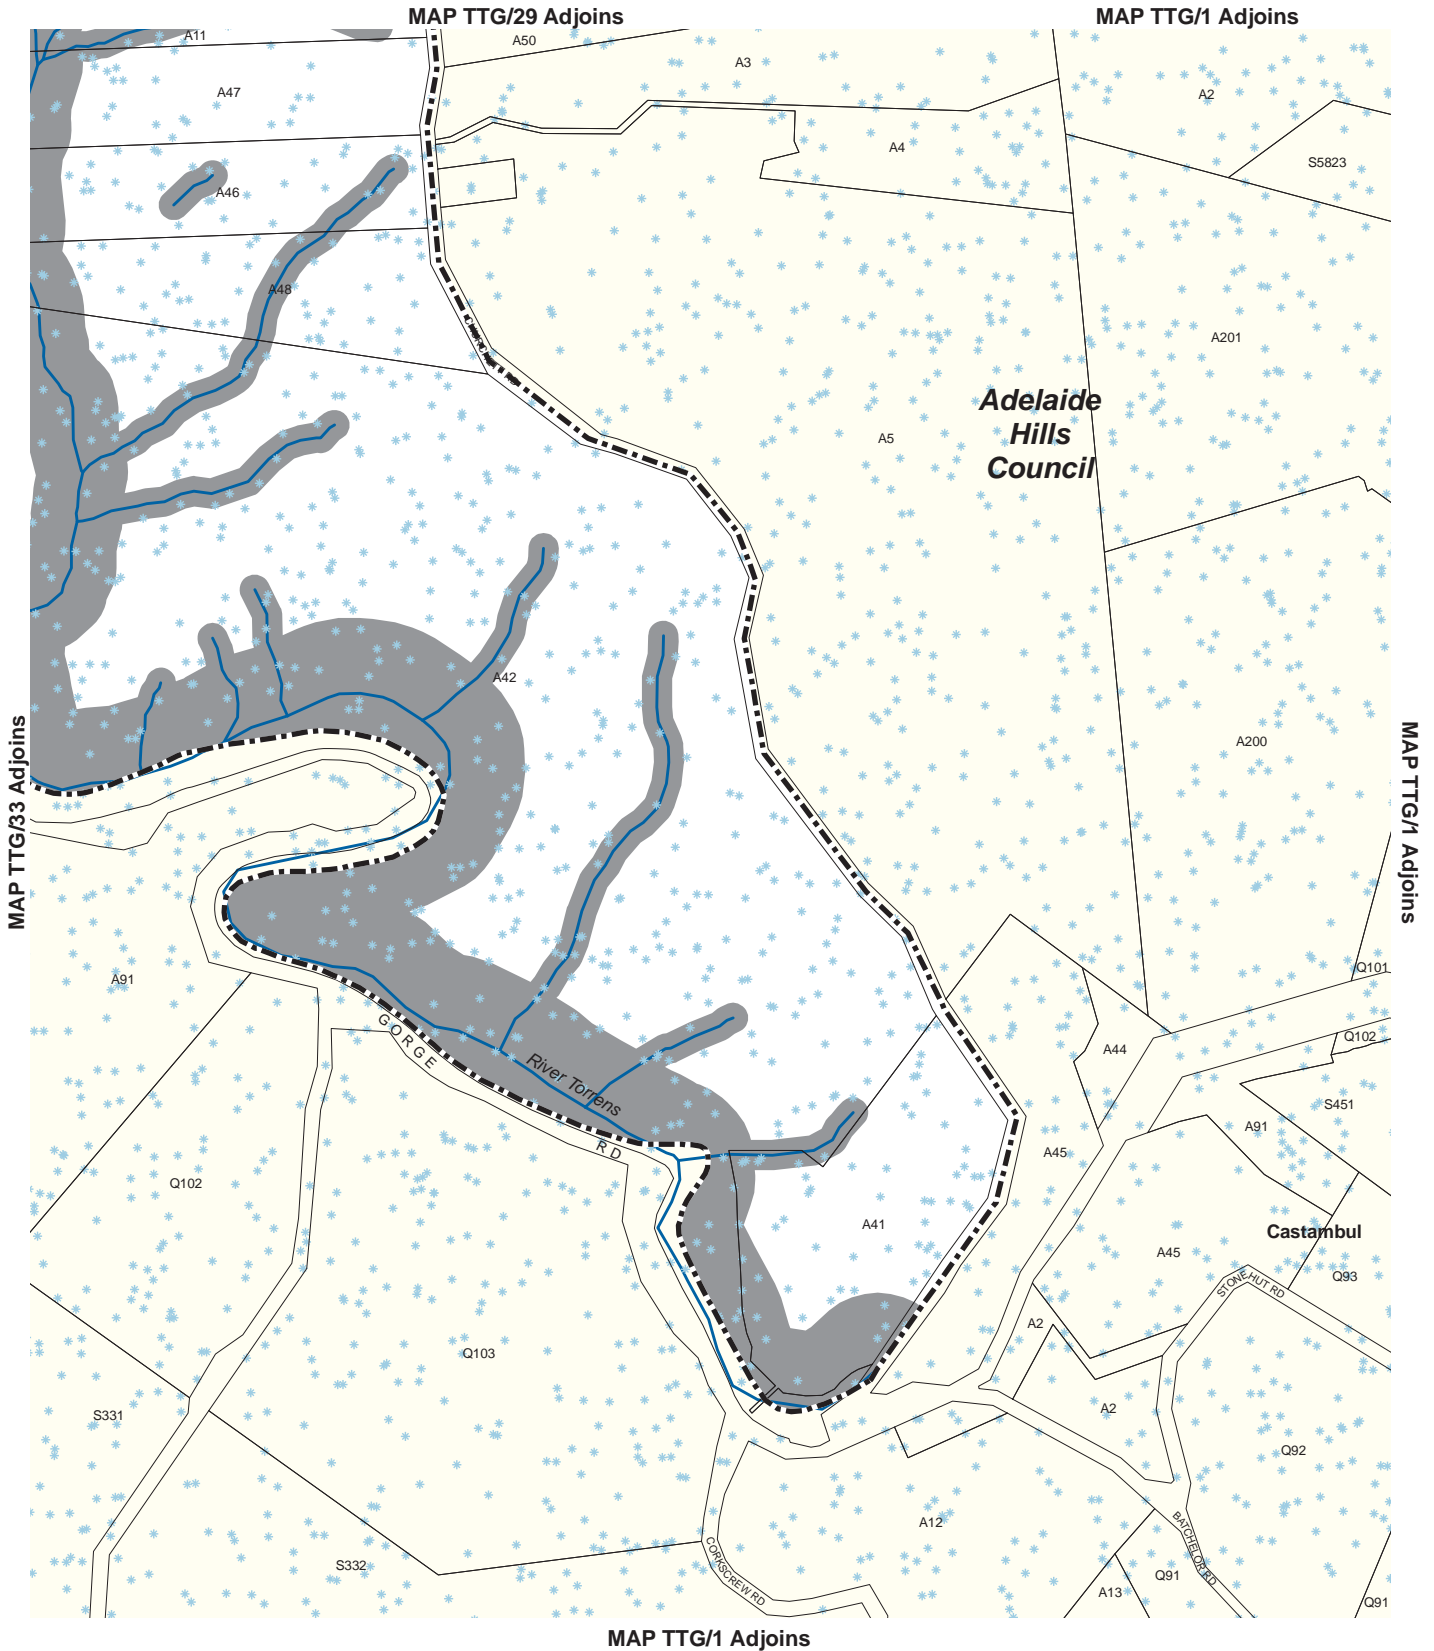 MAP TTG/29 Adjoins
MAP TTG/1 Adjoins
A11
A50
A3
A47
A2
A4
S5823
A46
A48
A201
Adelaide
Hills
Council
A5
A42
A200
MAP TTG/33 Adjoins
MAP TTG/1 Adjoins
A91
Q101
GORGE
RD
River Torrens
Q102
A44
S451
A91
A45
Q102
A41
Castambul
A45
Q93
STONEHUT RD
A2
Q103
A2
S331
Q92
A12
BATCHELOR RD
CORKSCREW RD
S332
A13
Q91
Q91
MAP TTG/1 Adjoins